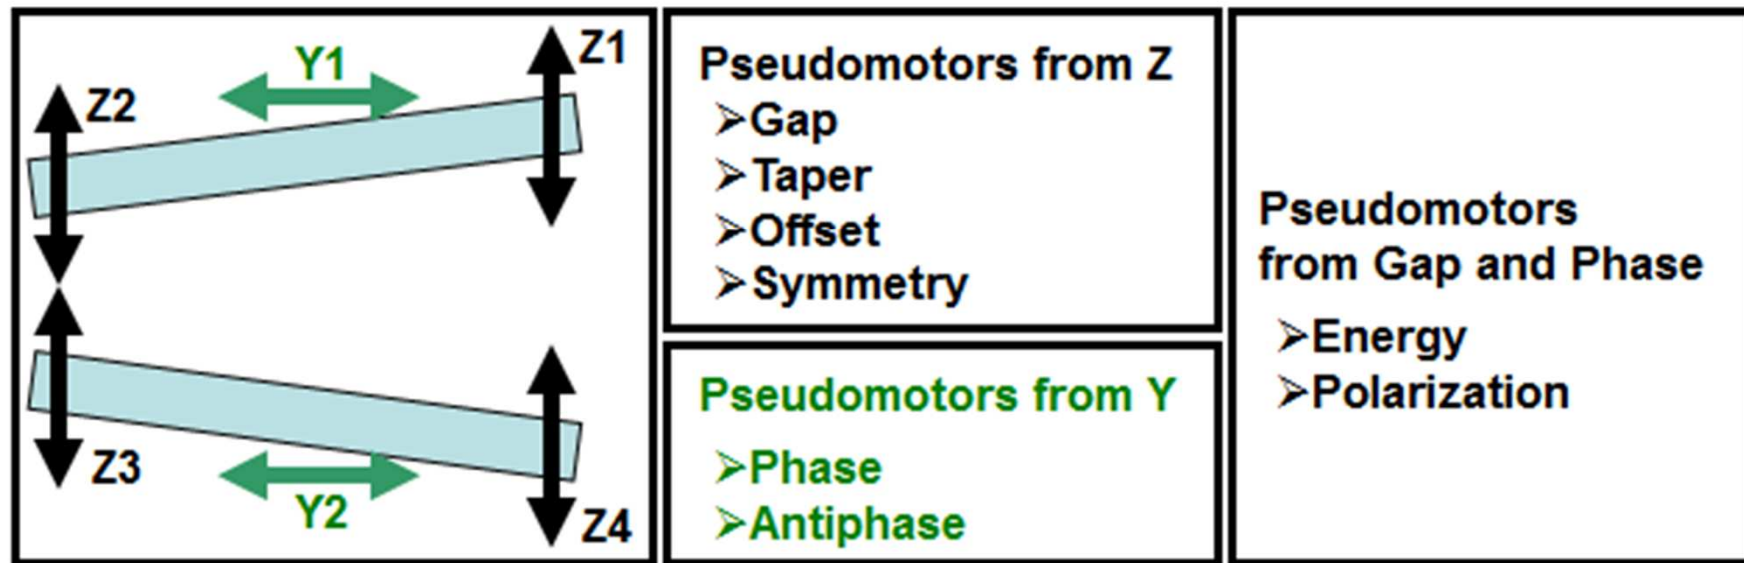 Z1
Y1
Z2
Z3
Y2
Z4
Pseudomotors from Z
➢Gap
➢Taper
➢Offset
➢Symmetry
Pseudomotors from Y
➢Phase
➢Antiphase
Pseudomotors
from Gap and Phase
➢Energy
➢Polarization